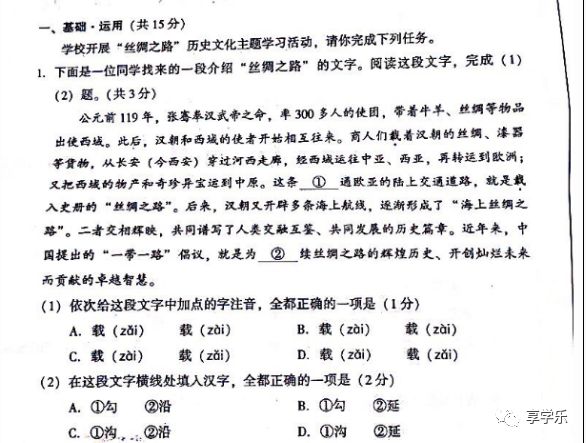 一、基础·运用（共15分）
学校开展“丝绸之路”历史文化主题学习活动，请你完成下列任务。
1. 下面是一位同学找来的一段介绍“丝绸之路”的文字。阅读这段文字，完成（1）
（2）题。（共3分）
公元前119年，张骞奉汉武帝之命，率300多人的使团，带着牛羊、丝绸等物品
出使西域。此后，汉朝和西域的使者开始相互往来。商人们载着汉朝的丝绸、漆器
等货物，从长安（今西安）穿过河西走廊，经西域运往中亚、西亚，再转运到欧洲；
又把西域的物产和奇珍异宝运到中原。这条 ① 通欧亚的陆上交通道路，就是载
入史册的“丝绸之路”。后来，汉朝又开辟多条海上航线，逐渐形成了“海上丝绸之
路”。二者交相辉映，共同谱写了人类交融互鉴、共同发展的历史篇章。近年来，中
国提出的“一带一路”倡议，就是为 ② 续丝绸之路的辉煌历史、开创灿烂未来
而贡献的卓越智慧。
（1）依次给这段文字中加点的字注音，全都正确的一项是（1分）
A. 载（zǎi） 载（zài） B. 载（zài） 载（zài）
C. 载（zài） 载（zǎi） D. 载（zǎi） 载（zǎi）
（2）在这段文字横线处填入汉字，全都正确的一项是（2分）
A. ①勾 ②沿 B. ①勾 ②延
C. ①沟 ②沿 D. ①沟 ②延
享学乐